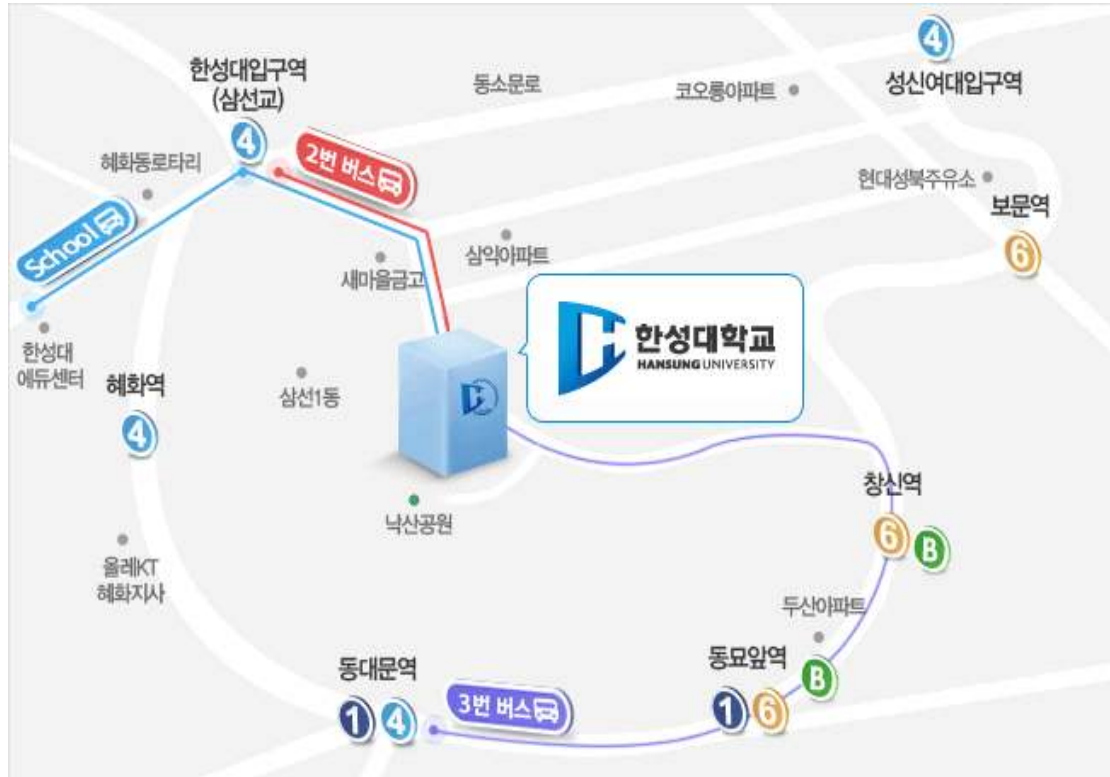 4
성신여대입구역
한성대입구역
(삼선교)
4
동소문로
코오롱아파트
혜화동로타리
2번 버스
현대성북주유소
보문역
6
School
새마을금고
삼익아파트
한성대학교
HANSUNG UNIVERSITY
한성대
에듀센터
혜화역
4
삼선1동
창신역
6
B
낙산공원
올레KT
혜화지사
두산아파트
동대문역
1 4
3번 버스
동묘앞역
1 6
B